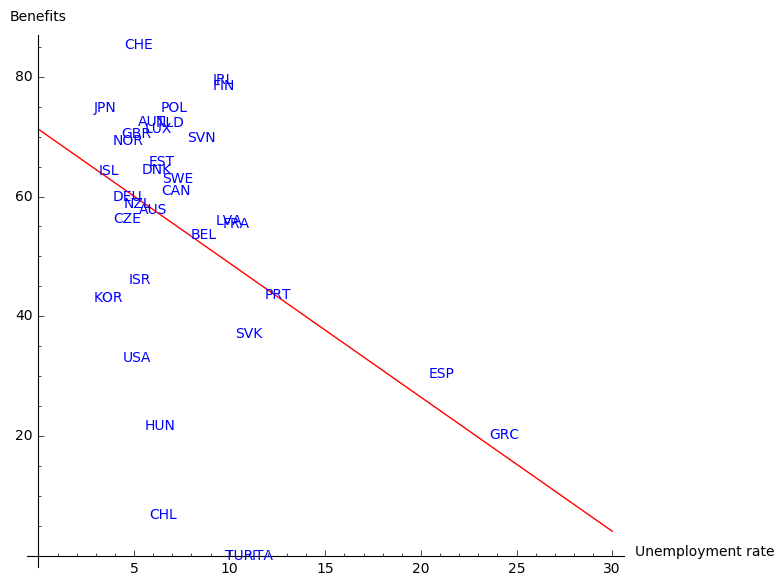 Benefits
CHE
80
IRL
FIN
JPN
POL
AUT
NLD
LUX
GBR
NOR
SVN
EST
ISL
DNK
SWE
CAN
60
DEU
NZL
AUS
CZE
LVA
FRA
BEL
ISR
KOR
PRT
40
SVK
USA
ESP
HUN
GRC
20
CHL
TUR
ITA
Unemployment rate
5
10
15
20
25
30